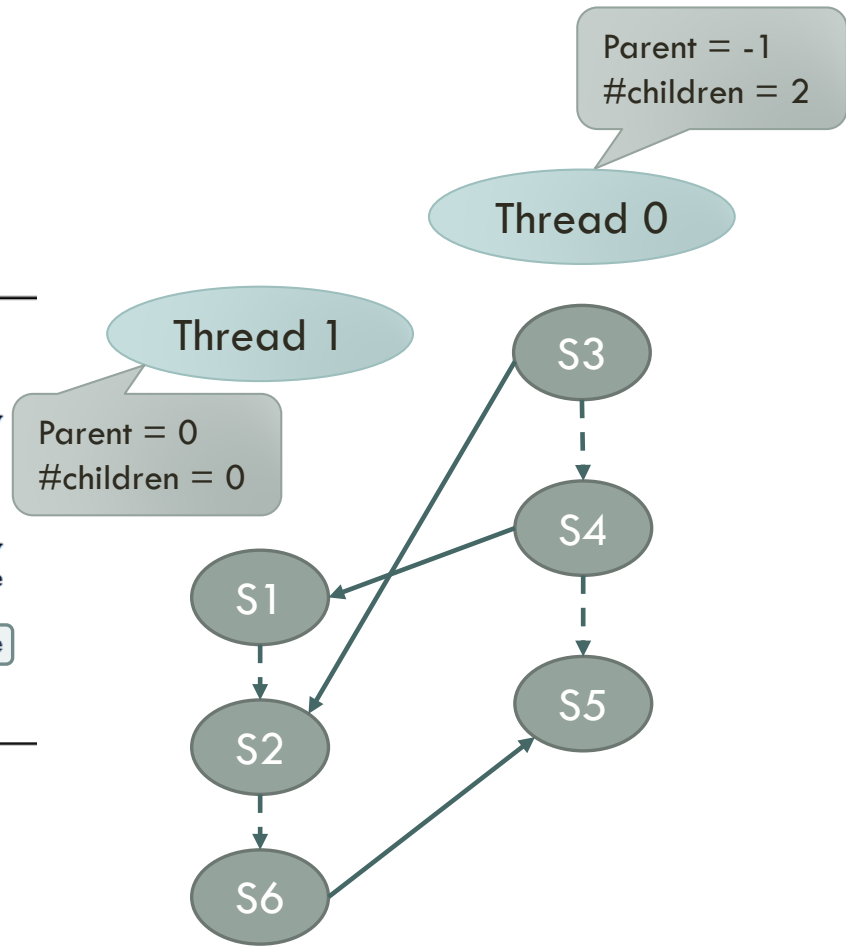 Parent = -1
#children = 2
Thread 0
Thread 1
Parent = 0
#children = 0
S3
S4
S1
S5
S2
S6